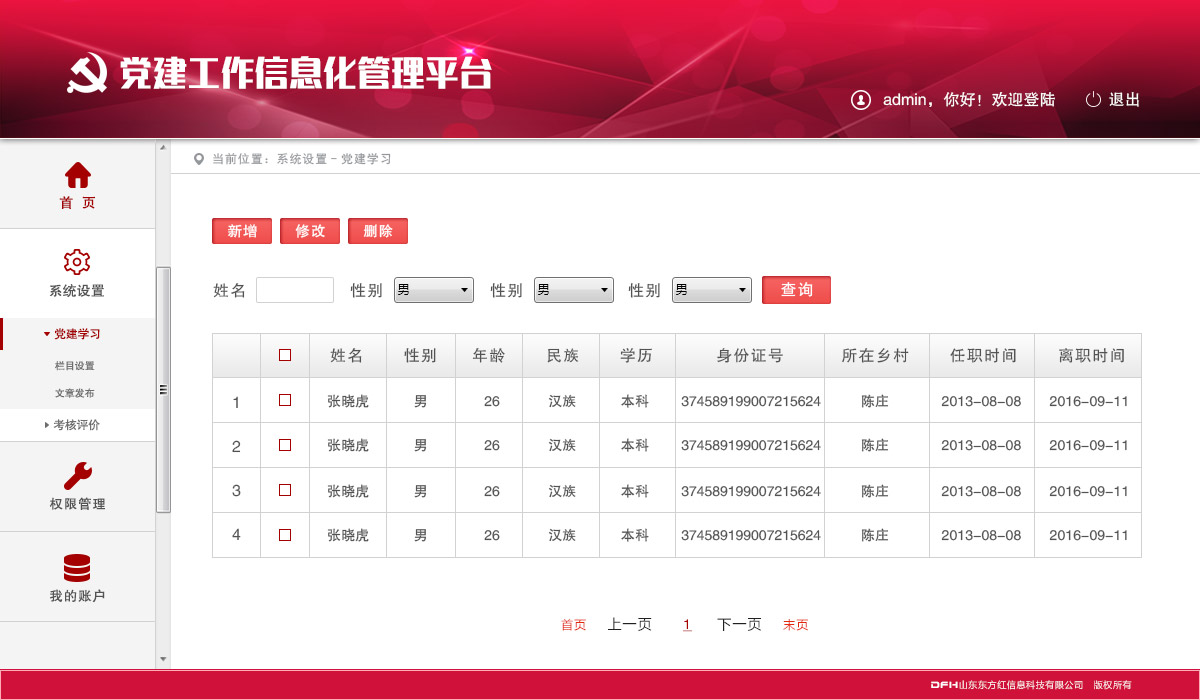 党建工作信息化管理平台
admin，你好！欢迎登陆 退出
首 页
系统设置
党建学习
栏目设置
文章发布
考核评价
权限管理
我的账户
当前位置：系统设置－党建学习
新增 修改 删除
姓名 性别 男 性别 男 性别 男 查询
姓名 性别 年龄 民族 学历 身份证号 所在乡村 任职时间 离职时间
1 张晓虎 男 26 汉族 本科 374589199007215624 陈庄 2013-08-08 2016-09-11
2 张晓虎 男 26 汉族 本科 374589199007215624 陈庄 2013-08-08 2016-09-11
3 张晓虎 男 26 汉族 本科 374589199007215624 陈庄 2013-08-08 2016-09-11
4 张晓虎 男 26 汉族 本科 374589199007215624 陈庄 2013-08-08 2016-09-11
首页 上一页 1 下一页 末页
DFH山东东方红信息科技有限公司 版权所有